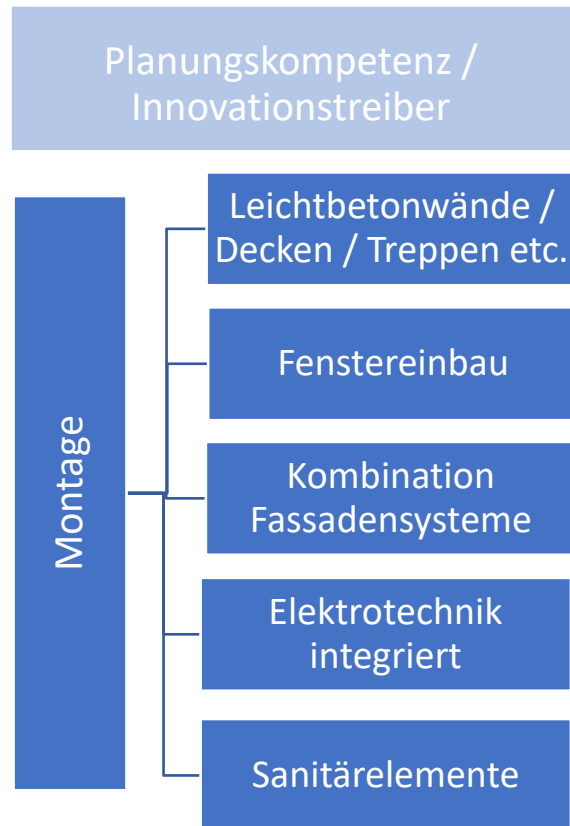 Planungskompetenz /
Innovationstreiber
Montage
Leichtbetonwände /
Decken / Treppen etc.
Fenstereinbau
Kombination
Fassadensysteme
Elektrotechnik
integriert
Sanitärelemente